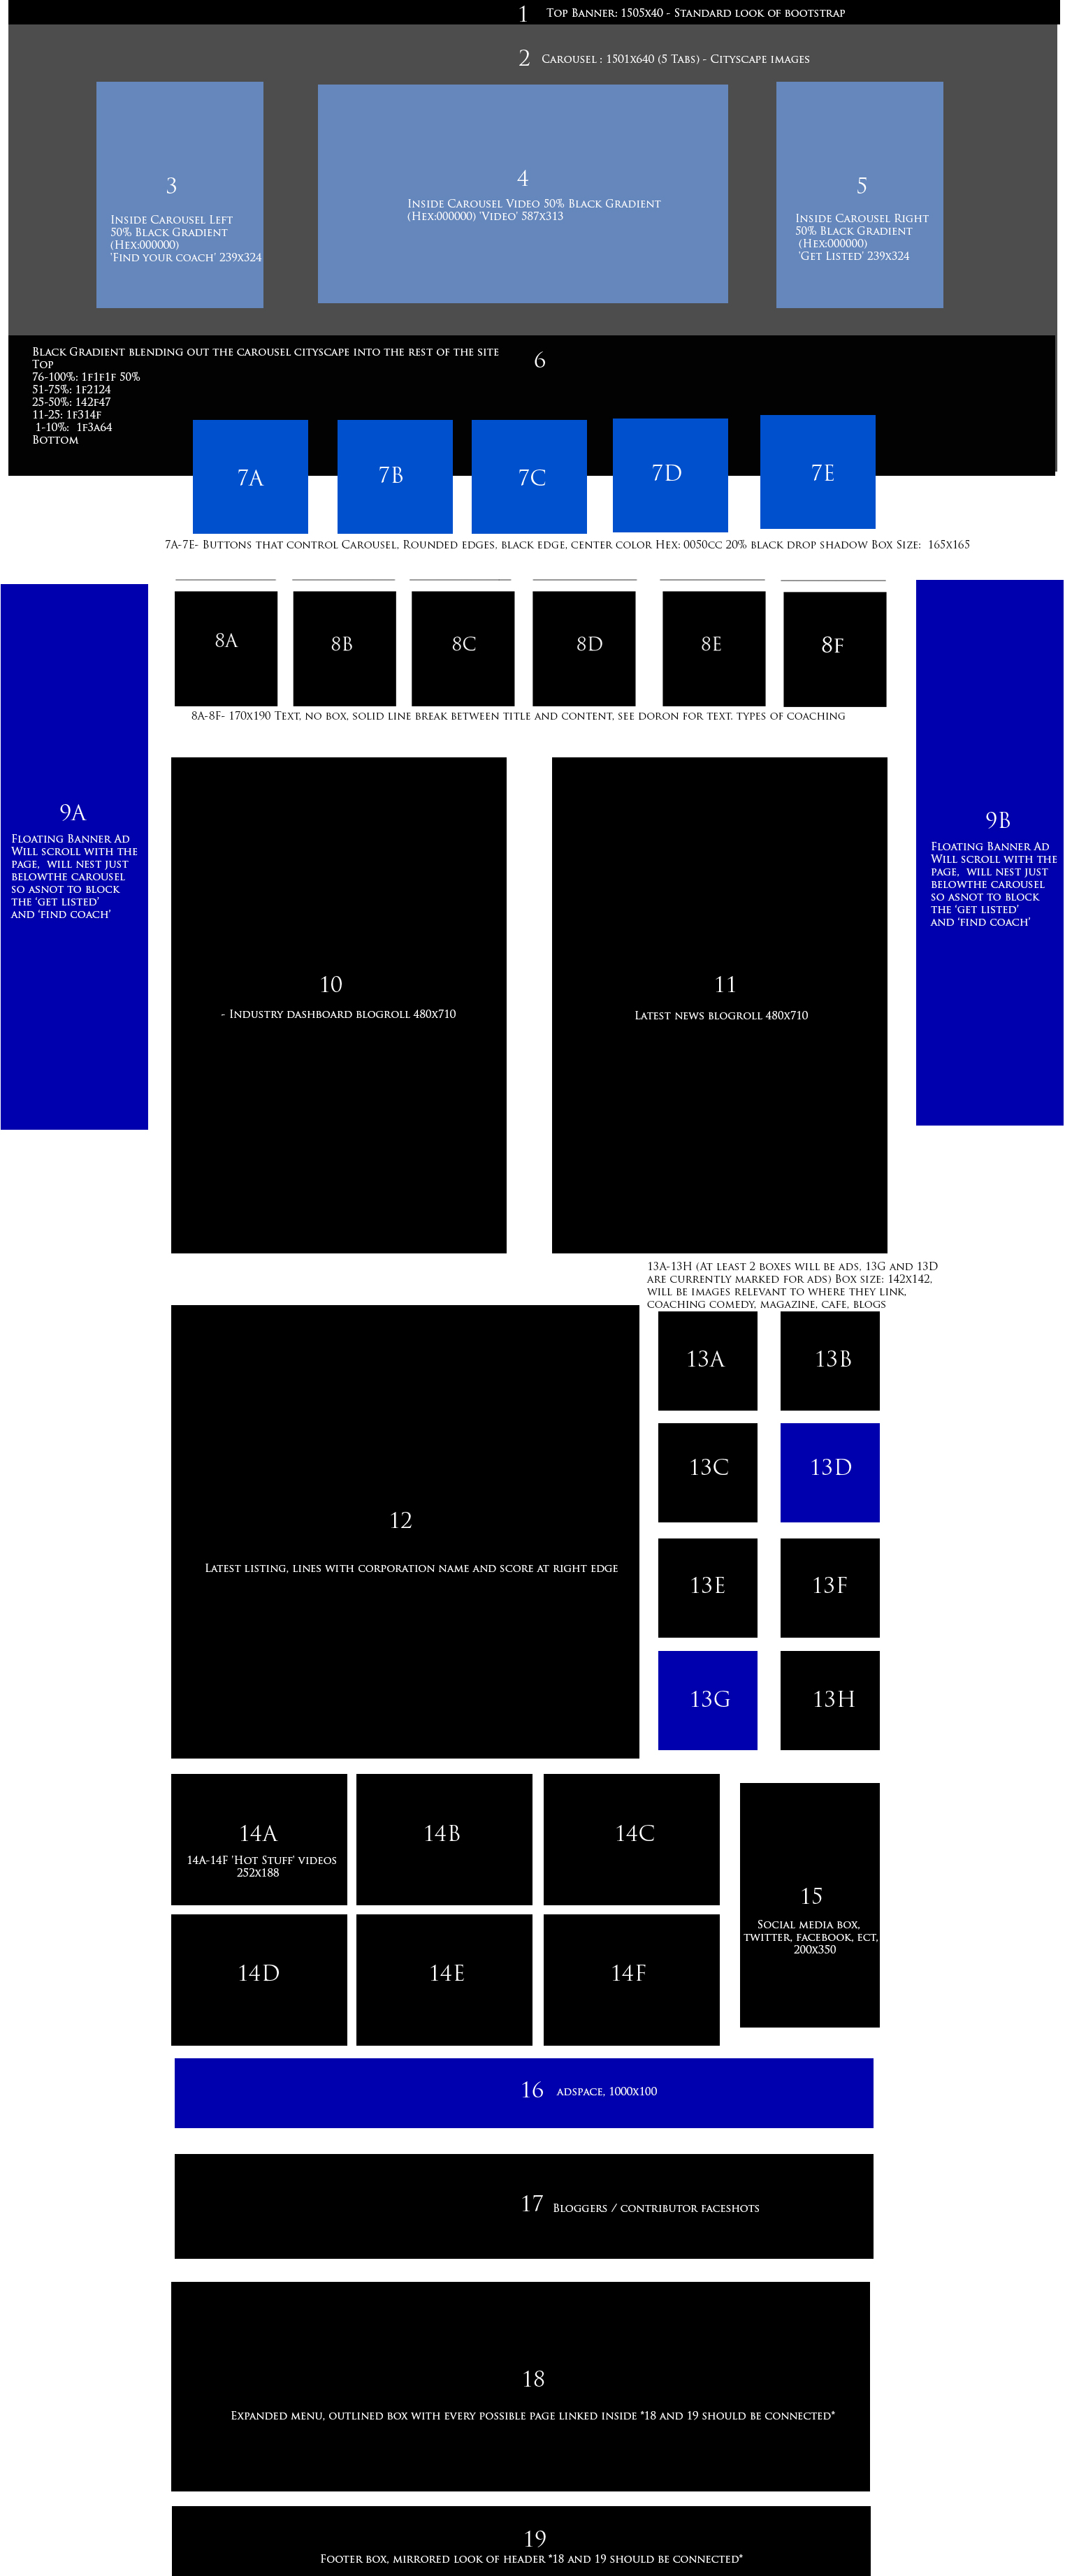 1 Top Banner: 1505x40 - Standard look of bootstrap
2 Carousel : 1501x640 (5 Tabs) - Cityscape images
3
Inside Carousel Left
50% Black Gradient
(Hex:000000)
'Find your coach' 239x324
4
Inside Carousel Video 50% Black Gradient
(Hex:000000) 'Video' 587x313
5
Inside Carousel Right
50% Black Gradient
(Hex:000000)
'Get Listed' 239x324
Black Gradient blending out the carousel cityscape into the rest of the site
6
Top
76-100%: 1f1f1f 50%
51-75%: 1f2124
25-50%: 142f47
11-25: 1f314f
1-10%: 1f3a64
Bottom
7A
7B
7C
7D
7E
7A-7E- Buttons that control Carousel, Rounded edges, black edge, center color Hex: 0050cc 20% black drop shadow Box Size: 165x165
8A
8B
8C
8D
8E
8F
8A-8F- 170x190 Text, no box, solid line break between title and content, see doron for text. types of coaching
9A
Floating Banner Ad
Will scroll with the
page, will nest just
belowthe carousel
so asnot to block
the 'get listed'
and 'find coach'
9B
Floating Banner Ad
Will scroll with the
page, will nest just
belowthe carousel
so asnot to block
the 'get listed'
and 'find coach'
10
- Industry dashboard blogroll 480x710
11
Latest news blogroll 480x710
13A-13H (At least 2 boxes will be ads, 13G and 13D
are currently marked for ads) Box size: 142x142,
will be images relevant to where they link,
coaching comedy, magazine, cafe, blogs
12
Latest listing, lines with corporation name and score at right edge
13A
13B
13C
13D
13E
13F
13G
13H
14A
14A-14F 'Hot Stuff' videos
252x188
14B
14C
14D
14E
14F
15
Social media box,
twitter, facebook, ect,
200x350
16 adspace, 1000x100
17 Bloggers / contributor faceshots
18
Expanded menu, outlined box with every possible page linked inside *18 and 19 should be connected*
19
Footer box, mirrored look of header *18 and 19 should be connected*